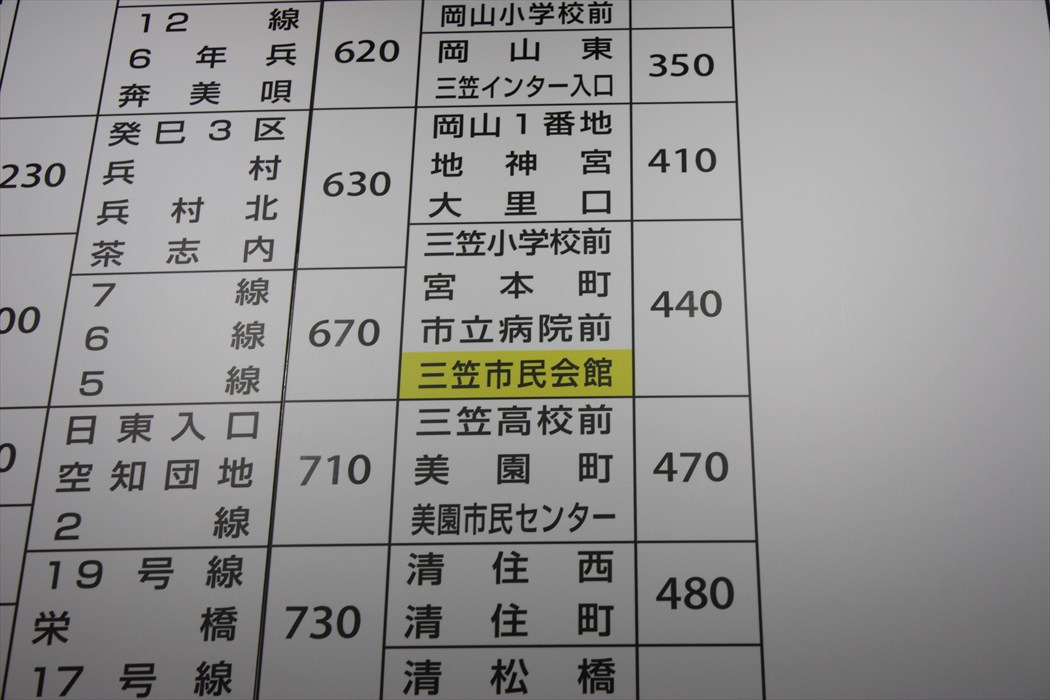 230
00
0
12線
6年兵
奔美唄
620
癸巳3区
兵村
兵村北
茶志内
630
7線
6線
5線
670
日東入口
空知団地
2線
710
19号線
栄橋
17号線
730
岡山小学校前
岡山東
三笠インター入口
350
岡山1番地
地神宮
大里口
410
三笠小学校前
宮本町
市立病院前
三笠市民会館
440
三笠高校前
美園町
美園市民センター
470
清住西
清住町
480
清松橋